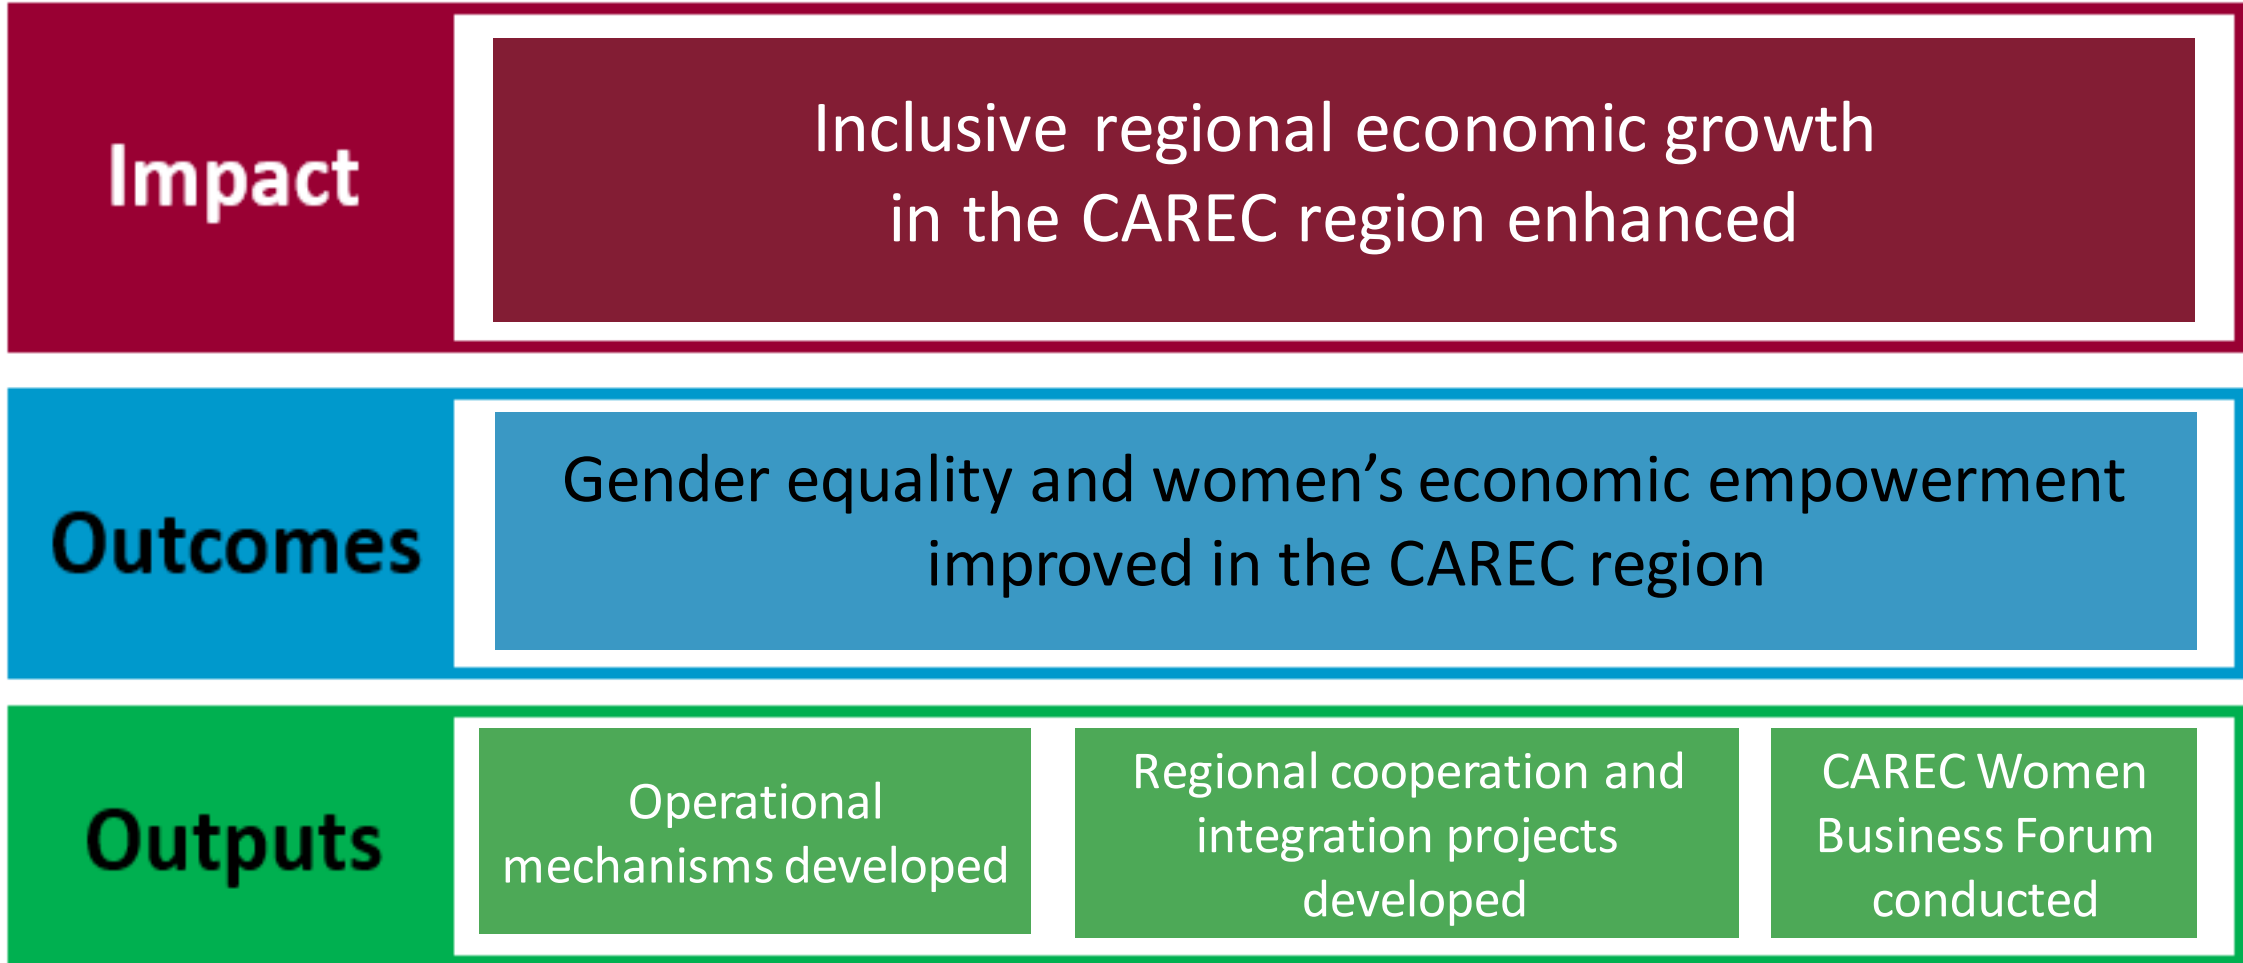 Impact
Inclusive regional economic growth
in the CAREC region enhanced
Outcomes
Gender equality and women’s economic empowerment
improved in the CAREC region
Outputs
Operational
mechanisms developed
Regional cooperation and
integration projects
developed
CAREC Women
Business Forum
conducted